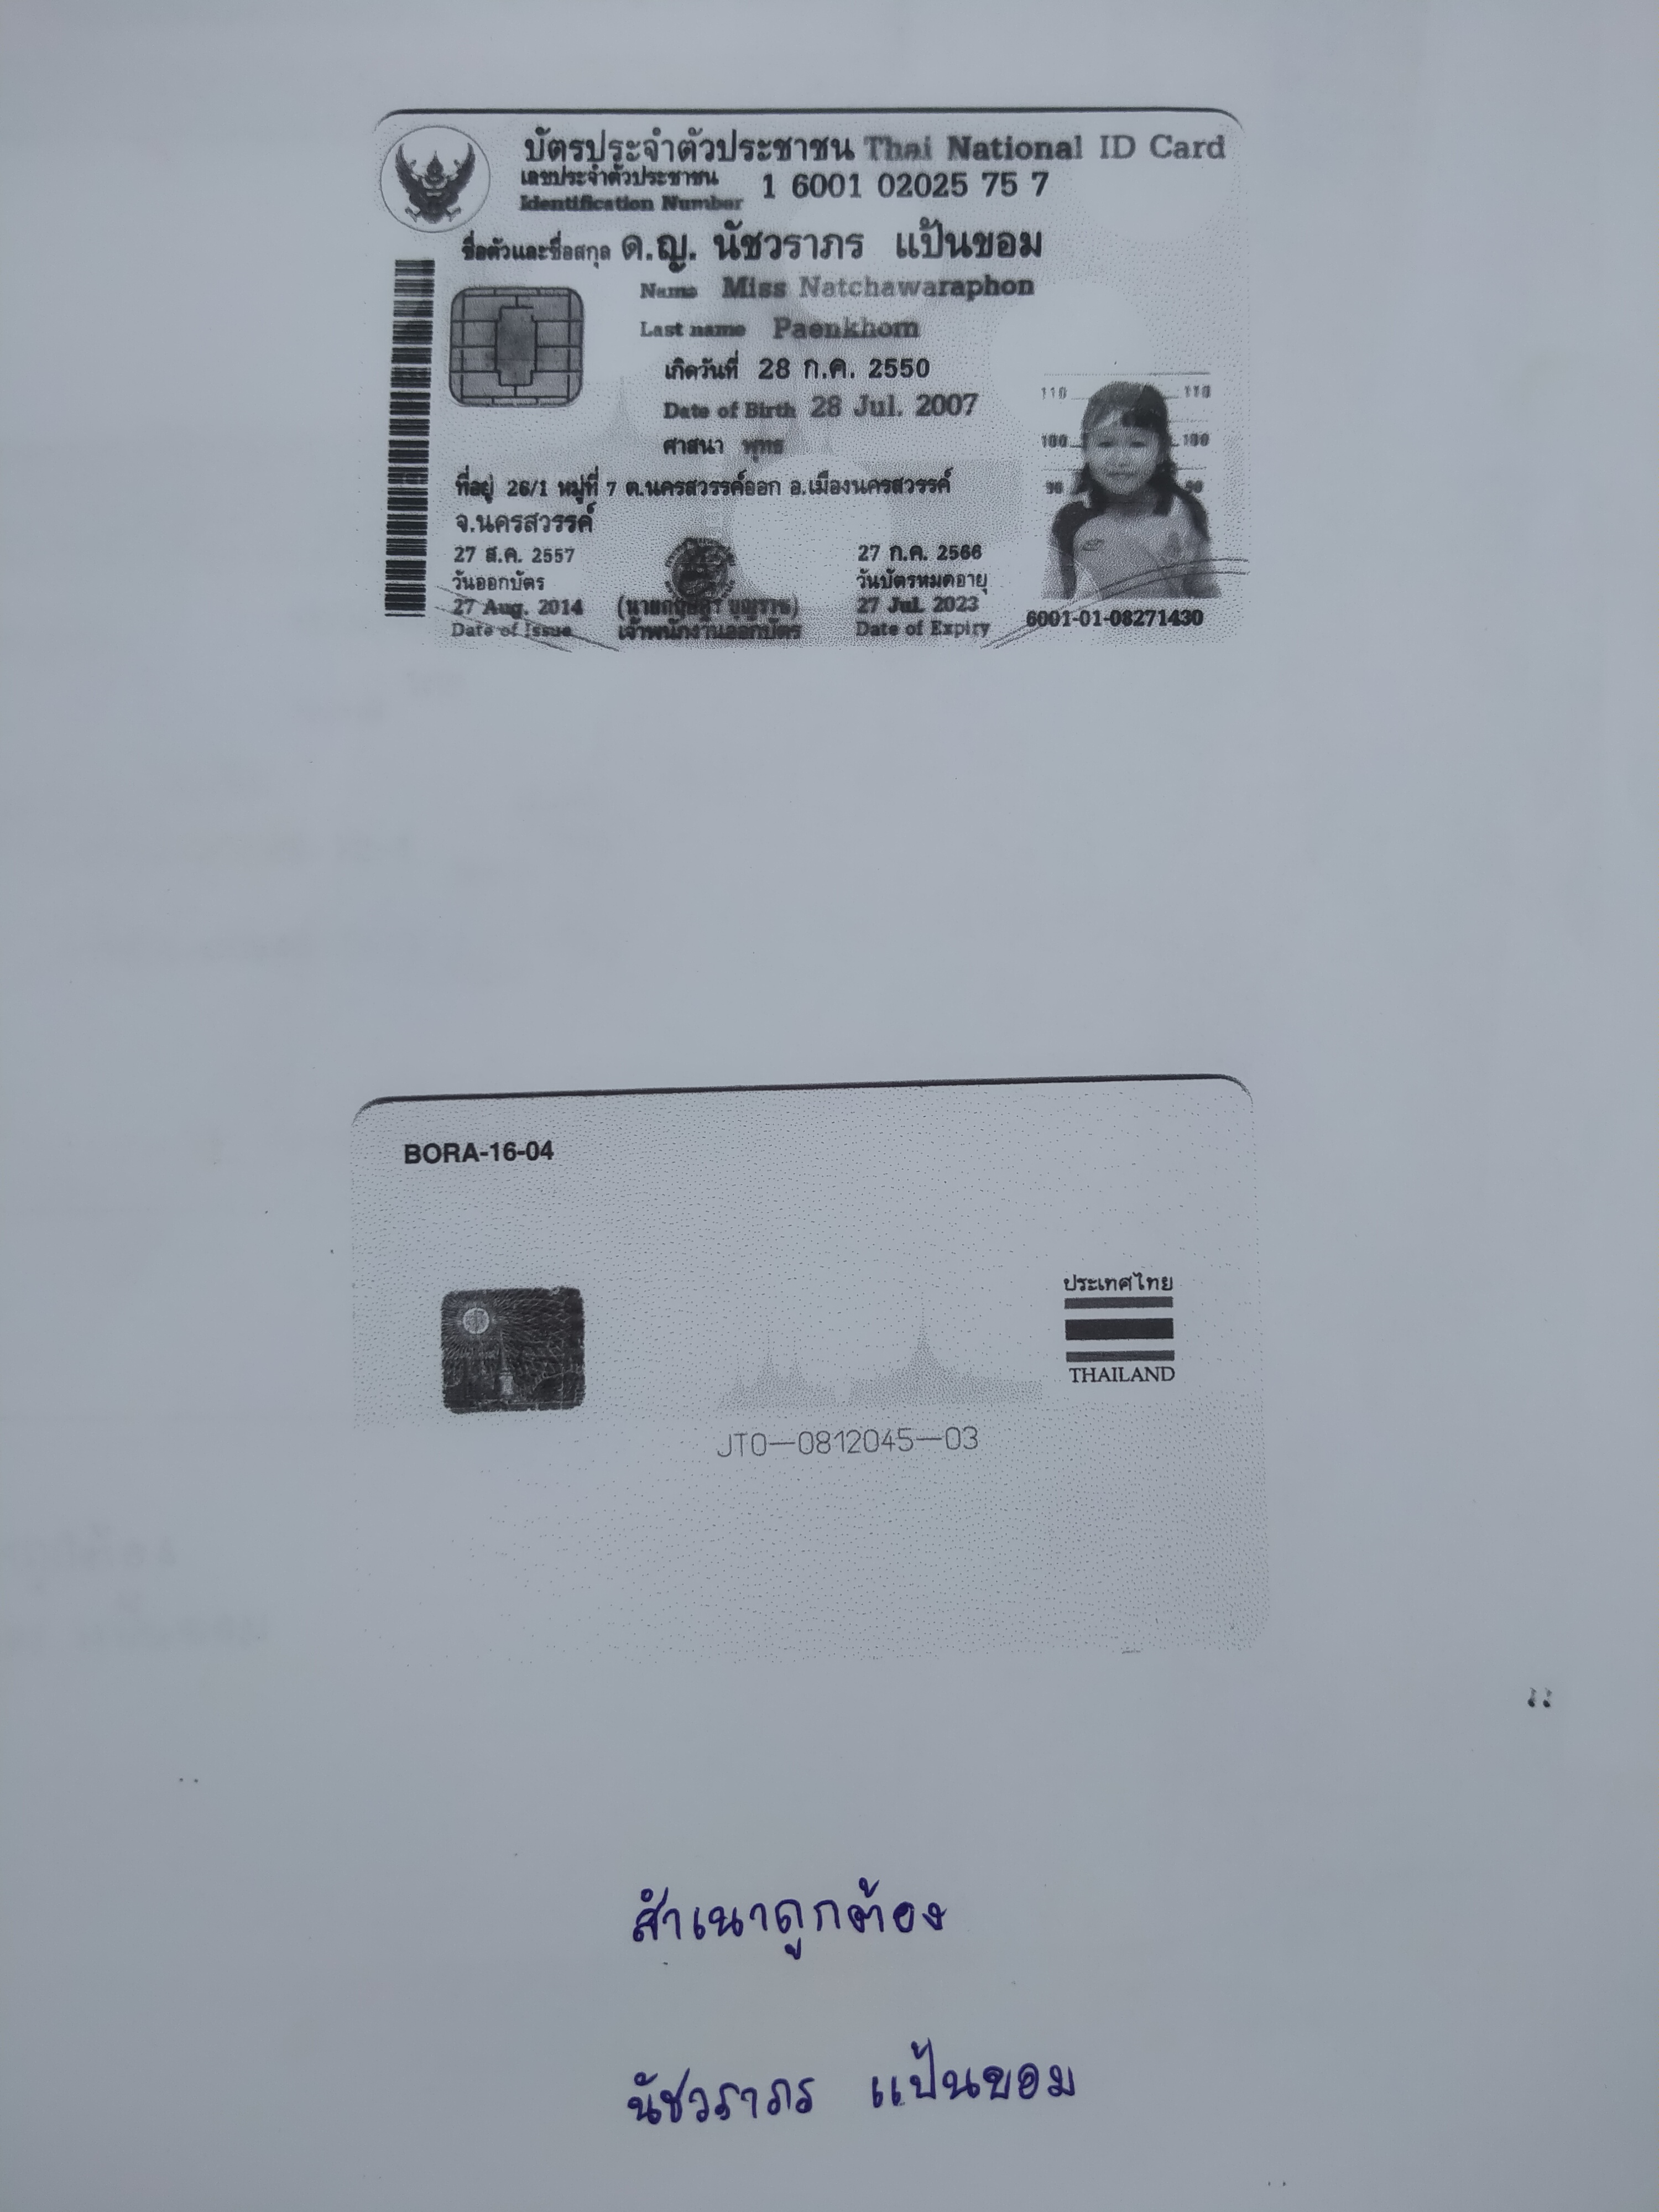 บัตรประจำตัวประชาชน Thai National ID Card
เลขประจำตัวประชาชน
Identification Number 1 6001 02025 75 7
ชื่อตัวและชื่อสกุล ด.ญ. นัชวราภร แป้นขอม
Name Miss Natchawaraphon
Last name Paenkhom
เกิดวันที่ 28 ก.ค. 2550
Date of Birth 28 Jul. 2007
ศาสนา พุทธ
ที่อยู่ 26/1 หมู่ที่ 7 ต.นครสวรรค์ออก อ.เมืองนครสวรรค์
จ.นครสวรรค์
110 110
100 100
90 90
27 ส.ค. 2557
วันออกบัตร
27 Aug. 2014
Date of Issue
เจ้าพนักงานออกบัตร
27 ก.ค. 2566
วันบัตรหมดอายุ
27 Jul. 2023
Date of Expiry
6001-01-08271430
BORA-16-04
ประเทศไทย
THAILAND
JT0-0812045-03
สำเนาถูกต้อง
นัชวราภร แป้นขอม